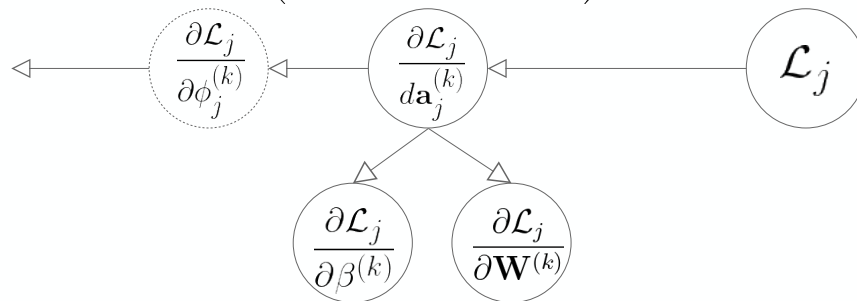 ∂ℒ_j / ∂φ_j^(k)
∂ℒ_j / d𝐚_j^(k)
ℒ_j
∂ℒ_j / ∂β^(k)
∂ℒ_j / ∂𝐖^(k)